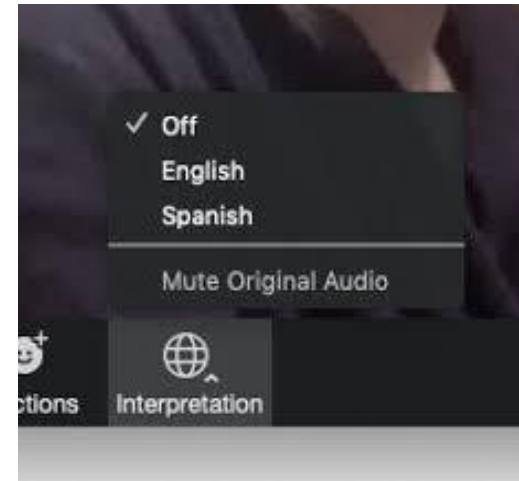 Off
English
Spanish
Mute Original Audio
ctions Interpretation